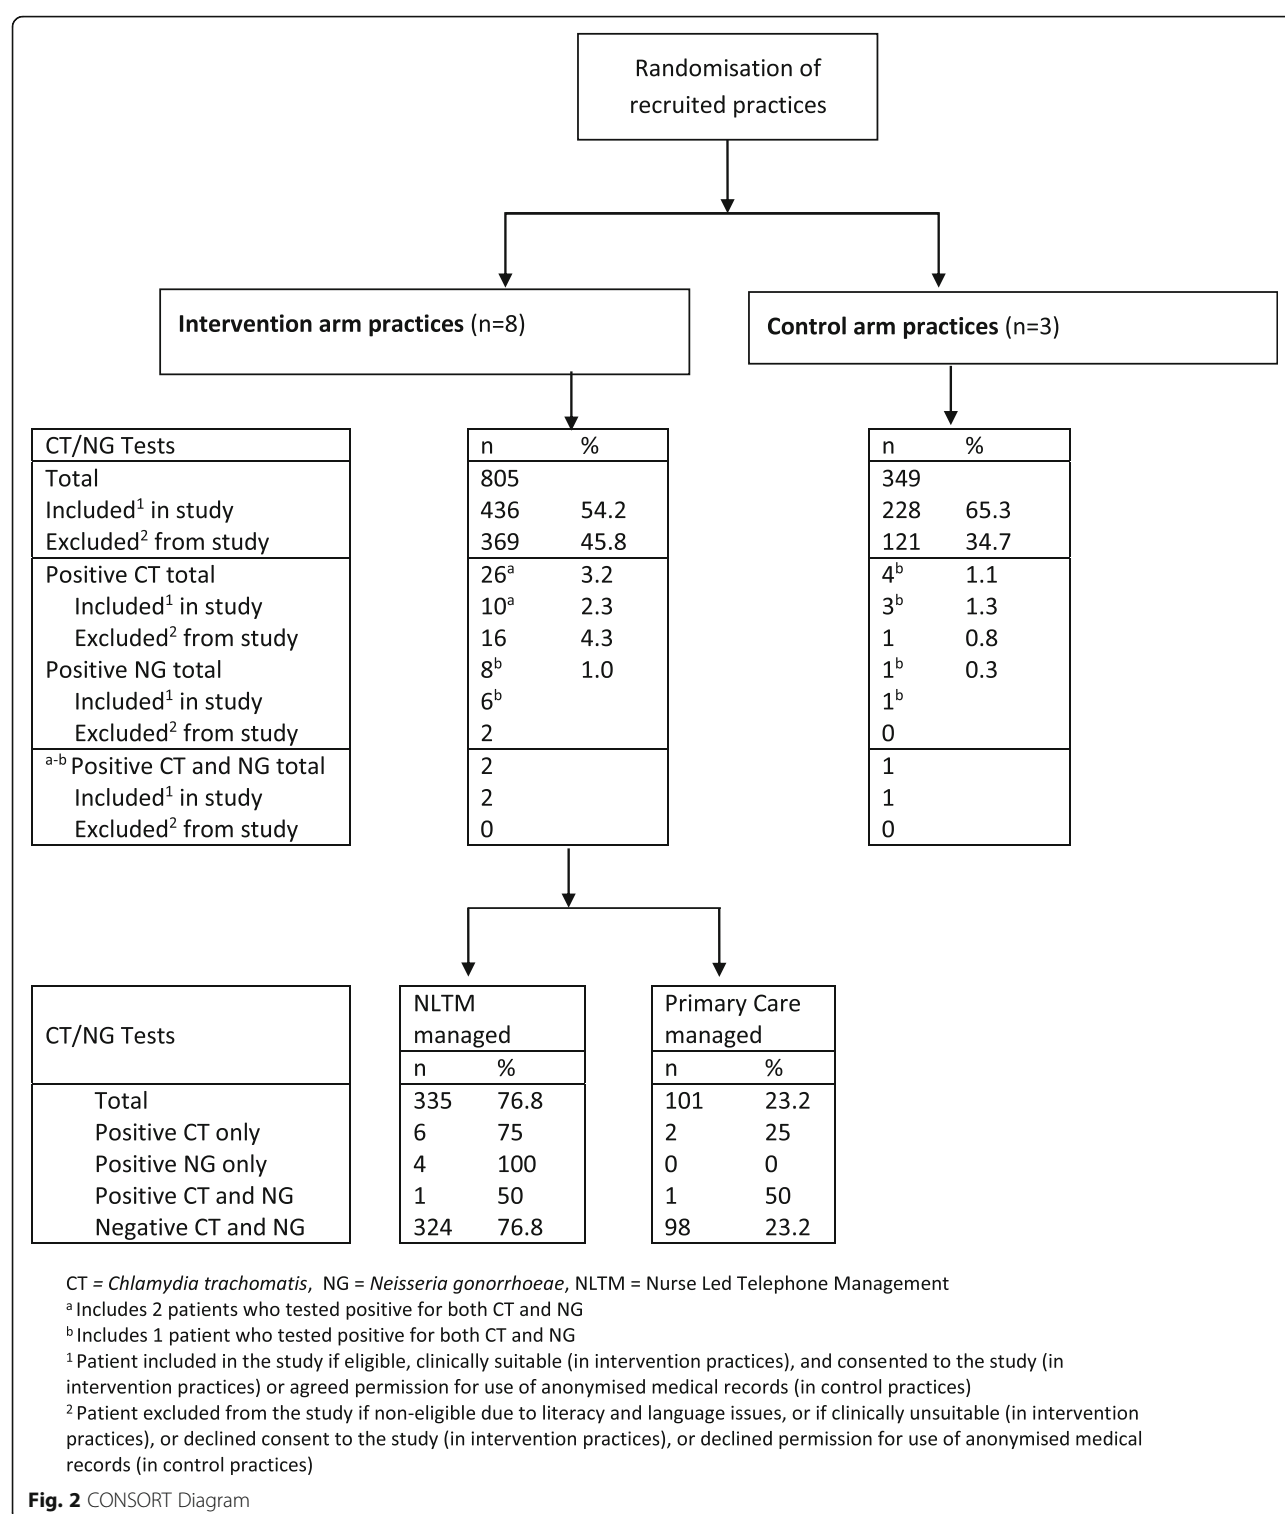 Randomisation of
recruited practices
Intervention arm practices (n=8)
Control arm practices (n=3)
CT/NG Tests n % n %
Total 805 349
Included1 in study 436 54.2 228 65.3
Excluded2 from study 369 45.8 121 34.7
Positive CT total 26a 3.2 4b 1.1
Included1 in study 10a 2.3 3b 1.3
Excluded2 from study 16 4.3 1 0.8
Positive NG total 8b 1.0 1b 0.3
Included1 in study 6b 1b
Excluded2 from study 2 0
a-b Positive CT and NG total 2 1
Included1 in study 2 1
Excluded2 from study 0 0
NLTM Primary Care
CT/NG Tests managed managed
n % n %
Total 335 76.8 101 23.2
Positive CT only 6 75 2 25
Positive NG only 4 100 0 0
Positive CT and NG 1 50 1 50
Negative CT and NG 324 76.8 98 23.2
CT = Chlamydia trachomatis, NG = Neisseria gonorrhoeae, NLTM = Nurse Led Telephone Management
a Includes 2 patients who tested positive for both CT and NG
b Includes 1 patient who tested positive for both CT and NG
1 Patient included in the study if eligible, clinically suitable (in intervention practices), and consented to the study (in
intervention practices) or agreed permission for use of anonymised medical records (in control practices)
2 Patient excluded from the study if non-eligible due to literacy and language issues, or if clinically unsuitable (in intervention
practices), or declined consent to the study (in intervention practices), or declined permission for use of anonymised medical
records (in control practices)
Fig. 2 CONSORT Diagram